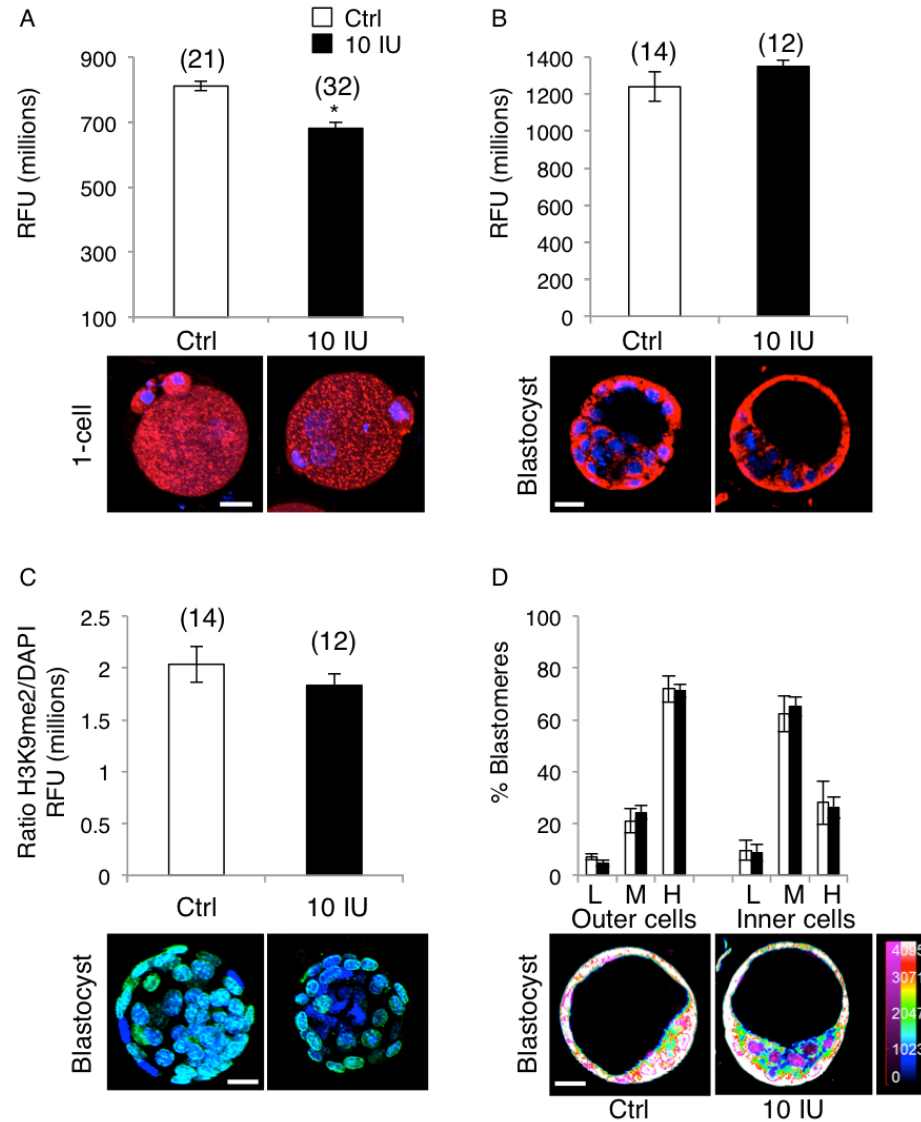 A
Ctrl
10 IU
RFU (millions)
900
700
500
300
100
(21)
(32)
*
Ctrl
10 IU
1-cell
B
RFU (millions)
1400
1200
1000
800
600
400
200
0
(14)
(12)
Ctrl
10 IU
Blastocyst
C
Ratio H3K9me2/DAPI
RFU (millions)
2.5
2
1.5
1
0.5
0
(14)
(12)
Ctrl
10 IU
Blastocyst
D
% Blastomeres
100
80
60
40
20
0
L M H L M H
Outer cells Inner cells
Blastocyst
4095
3071
2047
1023
0
Ctrl
10 IU